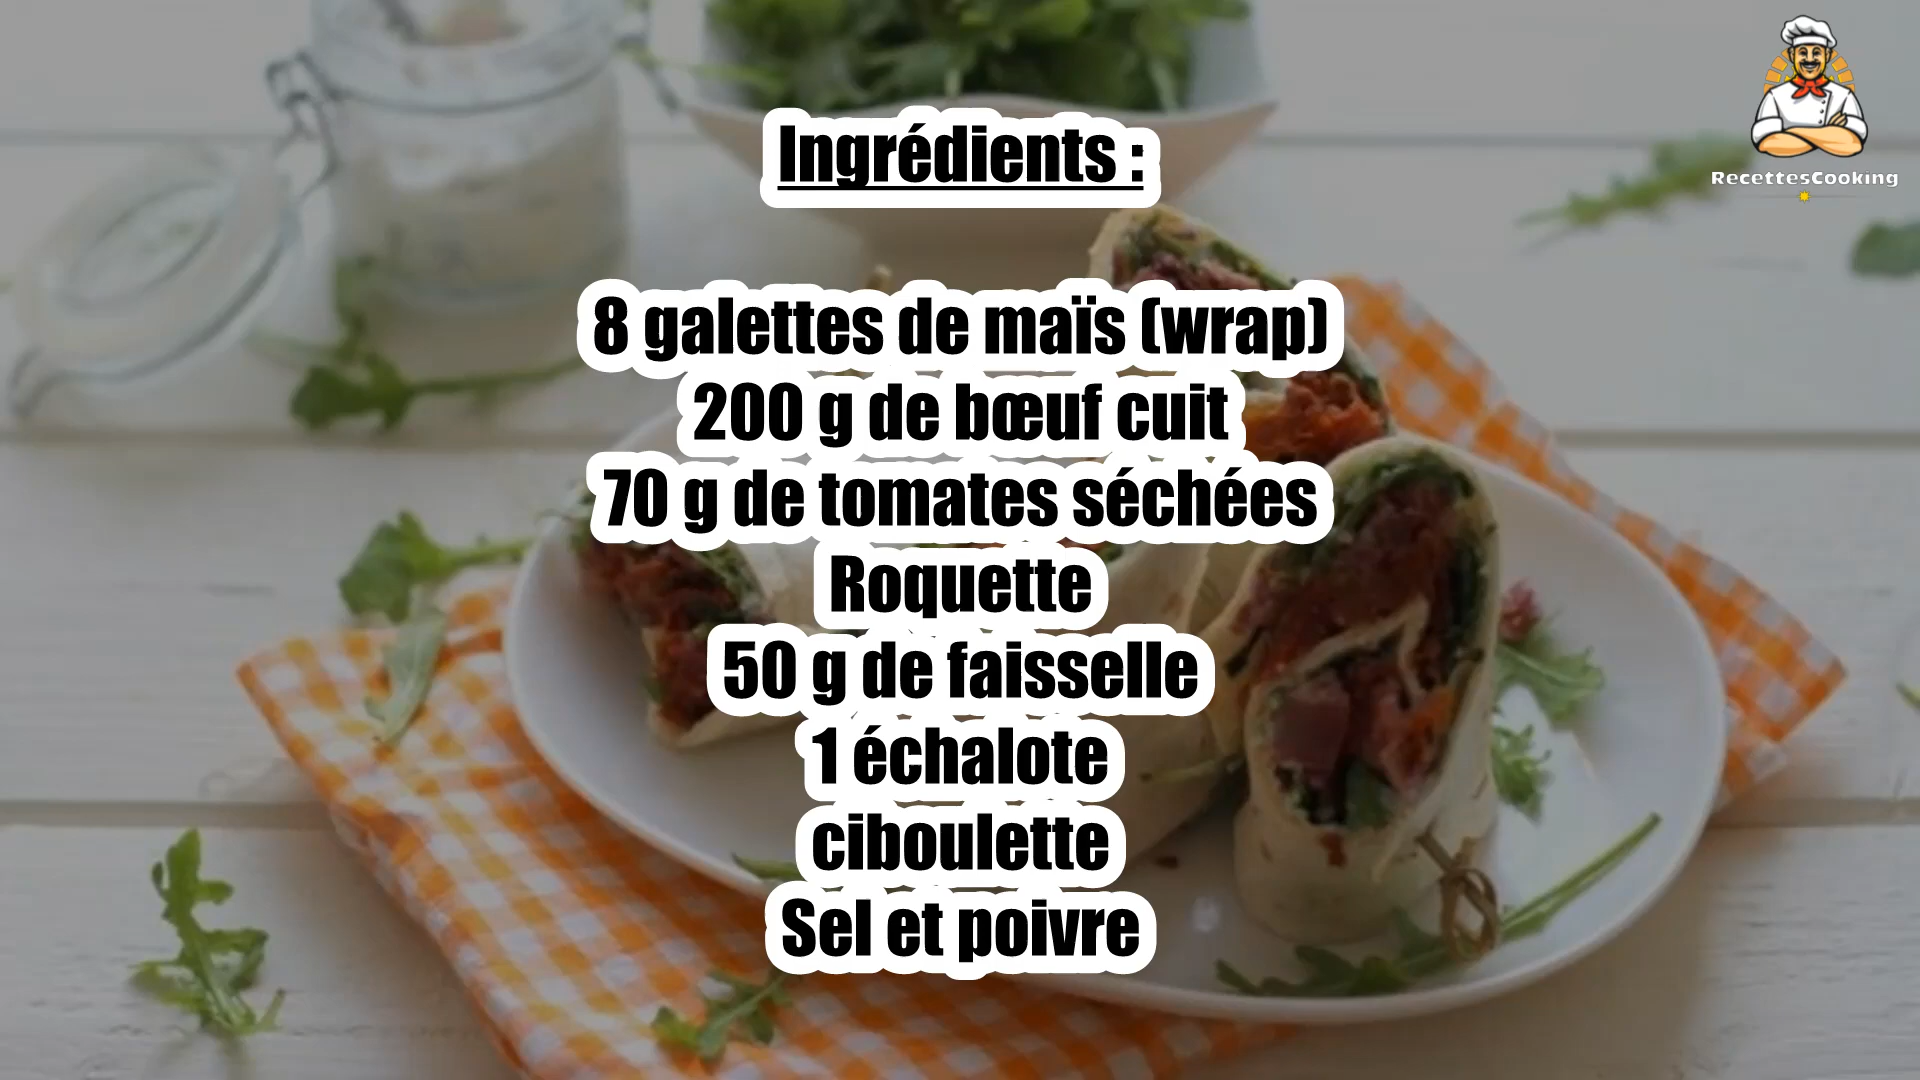 RecettesCooking
Ingrédients :
8 galettes de maïs (wrap)
200 g de bœuf cuit
70 g de tomates séchées
Roquette
50 g de faisselle
1 échalote
ciboulette
Sel et poivre